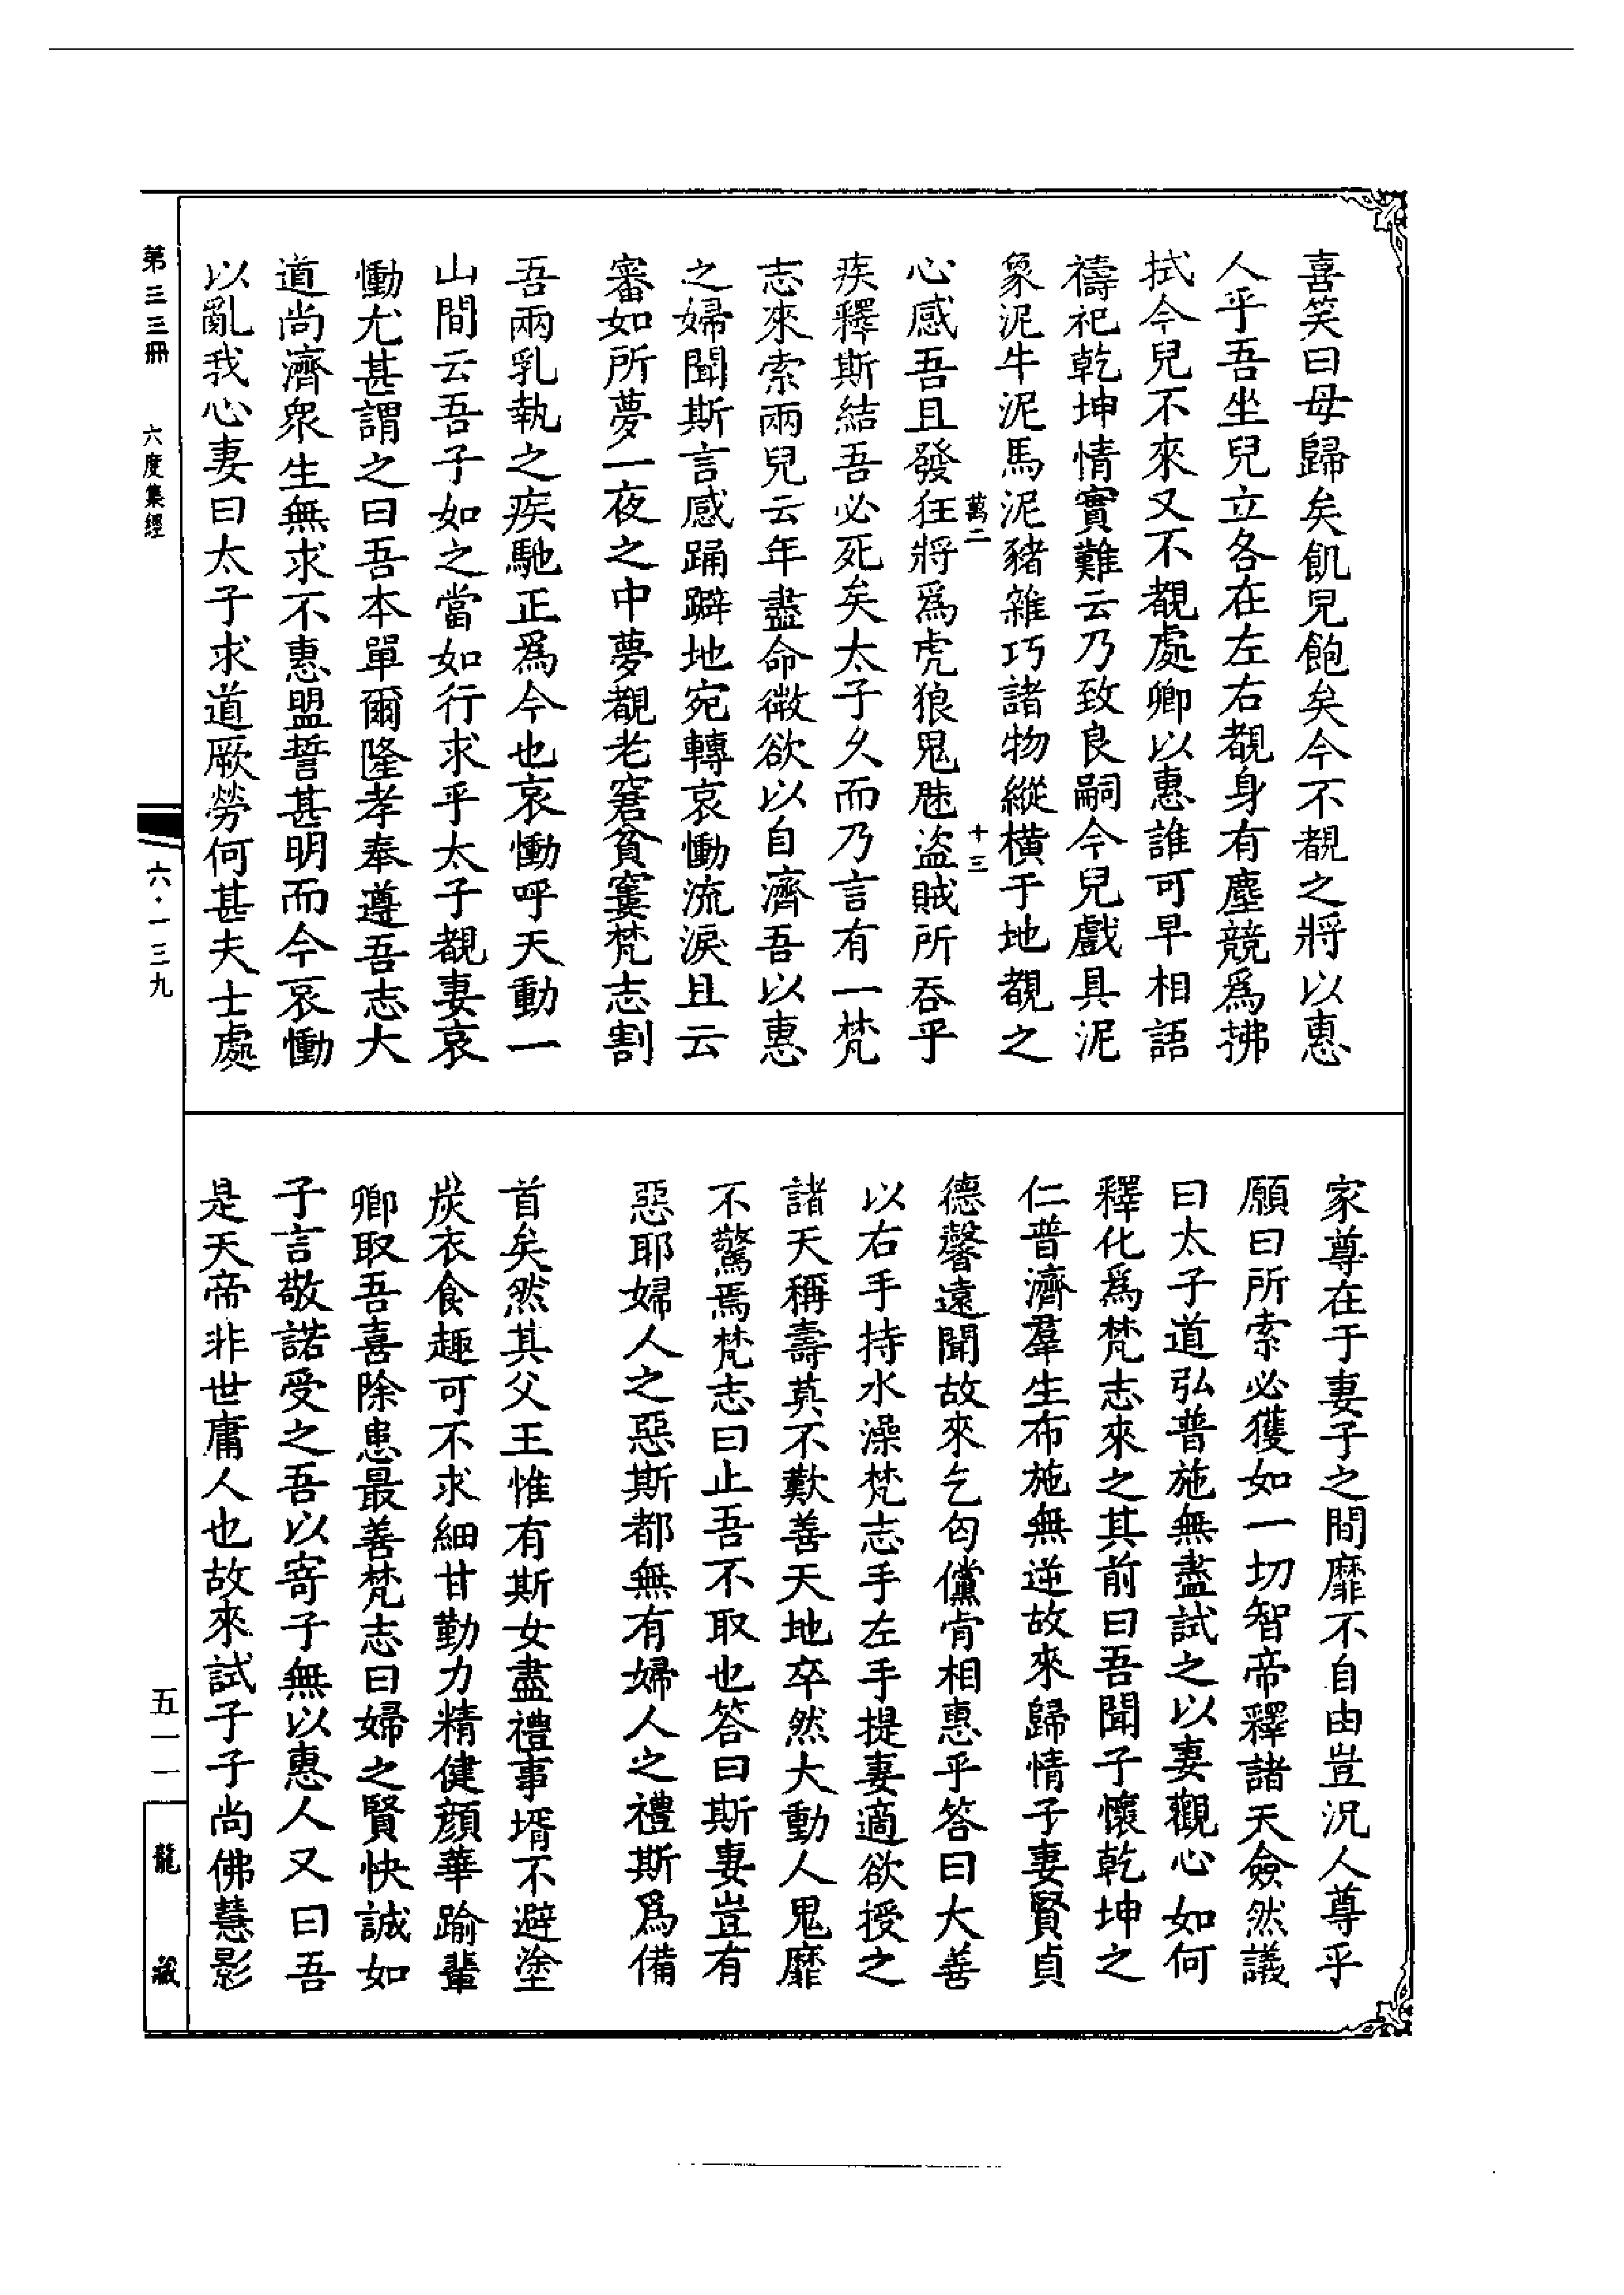 喜笑曰母歸矣飢兒飽矣今不覩之將以惠
人乎吾坐兒立各在左右覩身有塵競爲拂
拭今兒不來又不覩處卿以惠誰可早相語
禱祀乾坤情實難云乃致良嗣今兒戲具泥
象泥牛泥馬泥豬雜巧諸物縱橫于地覩之
萬二
十三
心感吾且發狂將爲虎狼鬼魅盜賊所吞乎
疾釋斯結吾必死矣太子久而乃言有一梵
志來索兩兒云年盡命微欲以自濟吾以惠
之婦聞斯言感踊躃地宛轉哀慟流淚且云
審如所夢一夜之中夢覩老窘貧窶梵志割
吾兩乳執之疾馳正爲今也哀慟呼天動一
山間云吾子如之當如行求乎太子覩妻哀
慟尤甚謂之曰吾本單爾隆孝奉遵吾志大
道尚濟衆生無求不惠盟誓甚明而今哀慟
以亂我心妻曰太子求道厥勞何甚夫士處
家尊在于妻子之間靡不自由豈況人尊乎
願曰所索必獲如一切智帝釋諸天僉然議
曰太子道弘普施無盡試之以妻觀心如何
釋化爲梵志來之其前曰吾聞子懷乾坤之
仁普濟羣生布施無逆故來歸情子妻賢貞
德馨遠聞故來乞匄儻肯相惠乎答曰大善
以右手持水澡梵志手左手提妻適欲授之
諸天稱壽莫不歎善天地卒然大動人鬼靡
不驚焉梵志曰止吾不取也答曰斯妻豈有
惡耶婦人之惡斯都無有婦人之禮斯爲備
首矣然其父王惟有斯女盡禮事壻不避塗
炭衣食趣可不求細甘勤力精健顏華踰輩
卿取吾喜除患最善梵志曰婦之賢快誠如
子言敬諾受之吾以寄子無以惠人又曰吾
是天帝非世庸人也故來試子子尚佛慧影
第三三冊
六度集經
六·一三九
五一一
龍藏